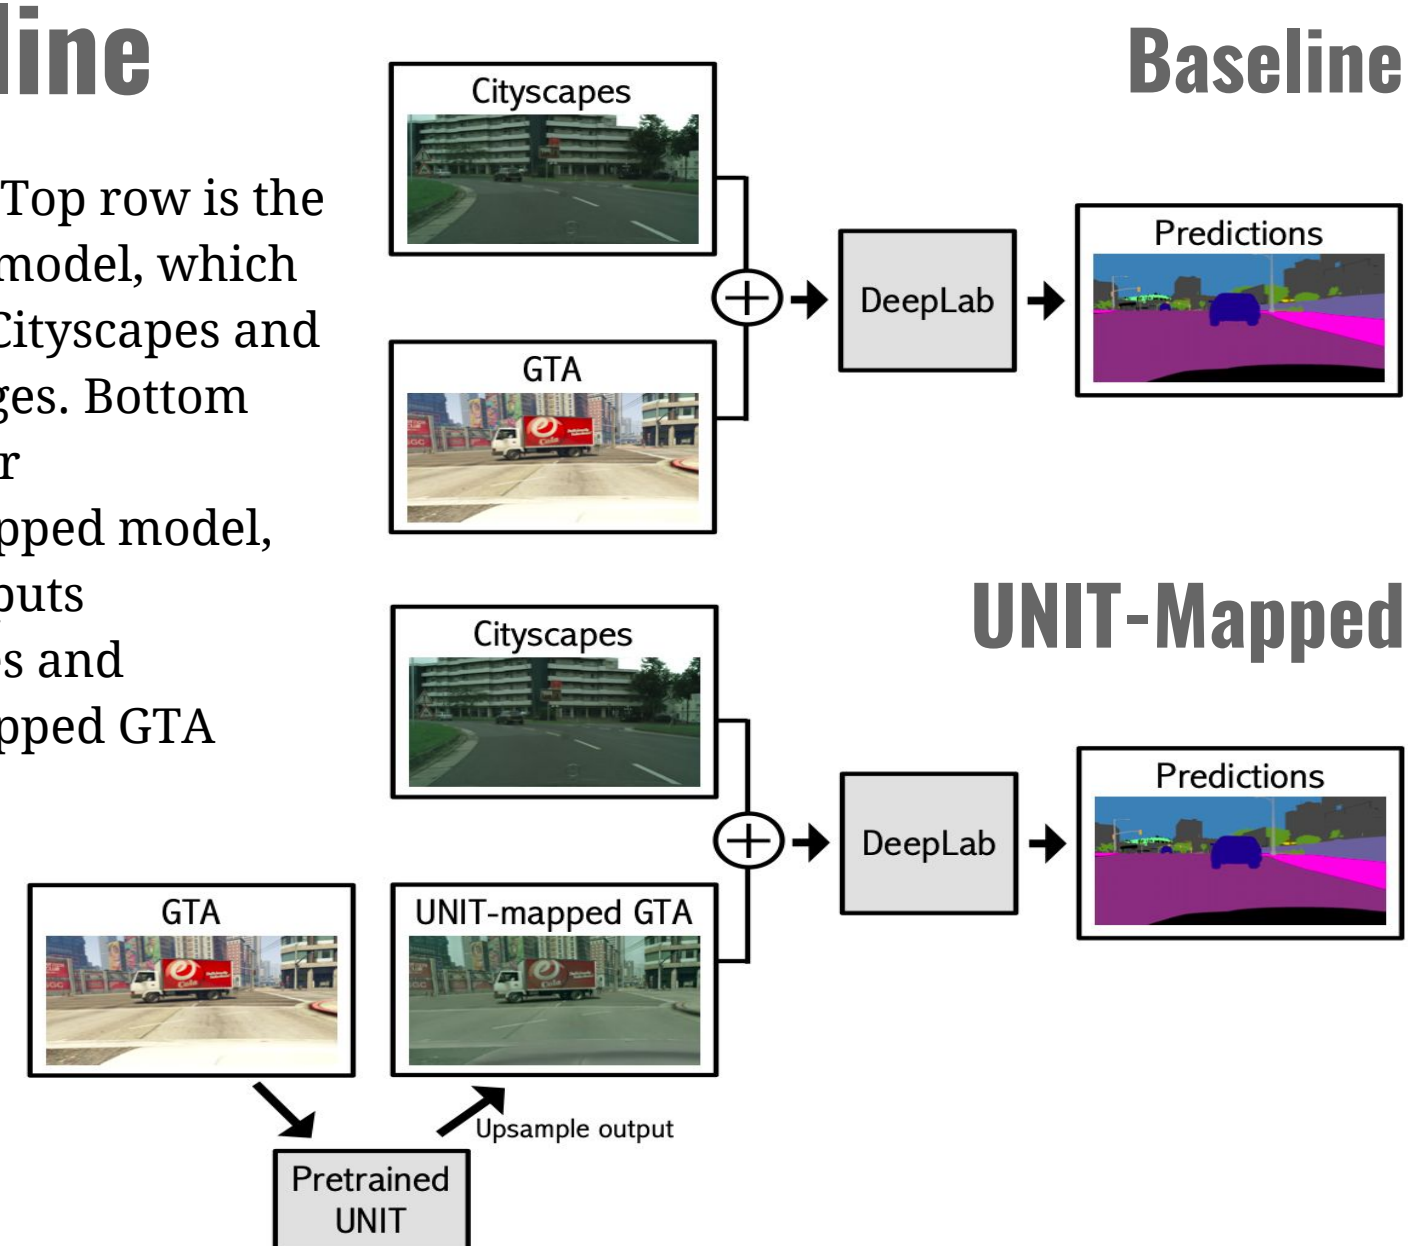 line
Top row is the
model, which
Cityscapes and
ges. Bottom
r
pped model,
puts
es and
pped GTA
Baseline
Cityscapes
GTA
DeepLab
Predictions
UNIT-Mapped
Cityscapes
GTA
UNIT-mapped GTA
DeepLab
Predictions
Upsample output
Pretrained
UNIT